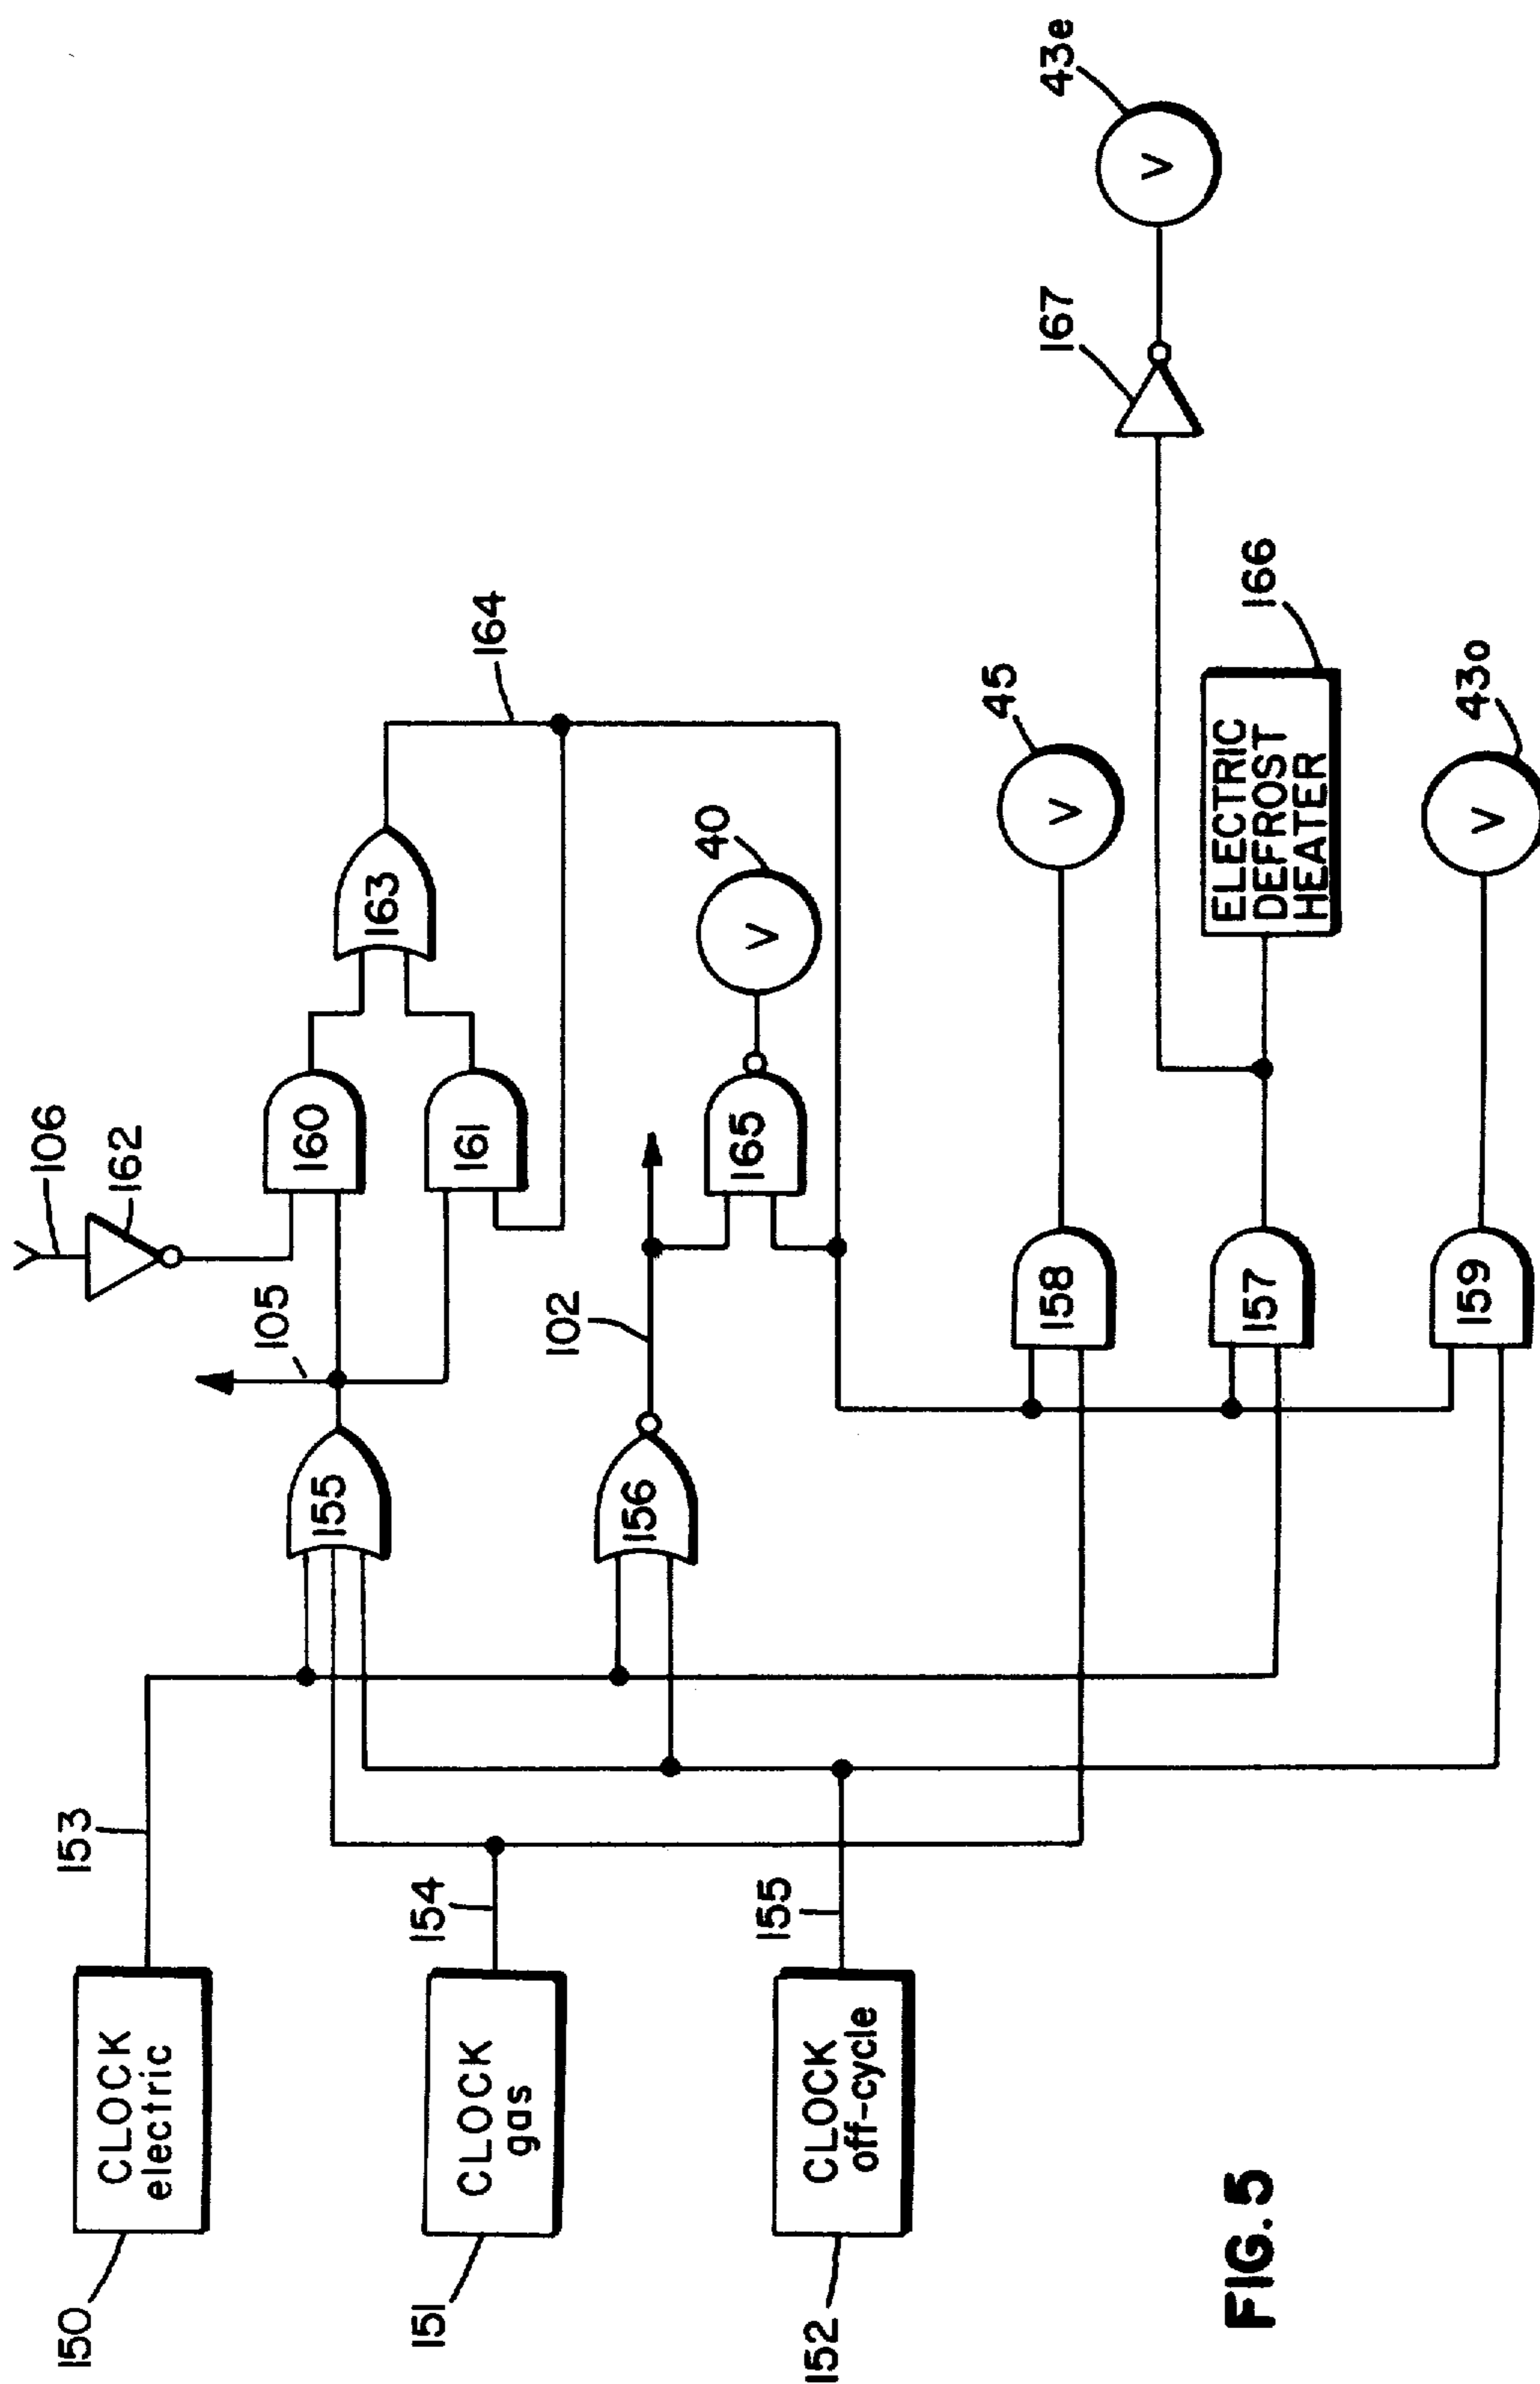 150
CLOCK
electric
153
151
CLOCK
gas
154
152
CLOCK
off-cycle
155
155
156
105
106
162
160
161
163
164
102
165
40
158
45
157
ELECTRIC
DEFROST
HEATER
166
167
V
43e
V
V
159
V
43o
FIG. 5